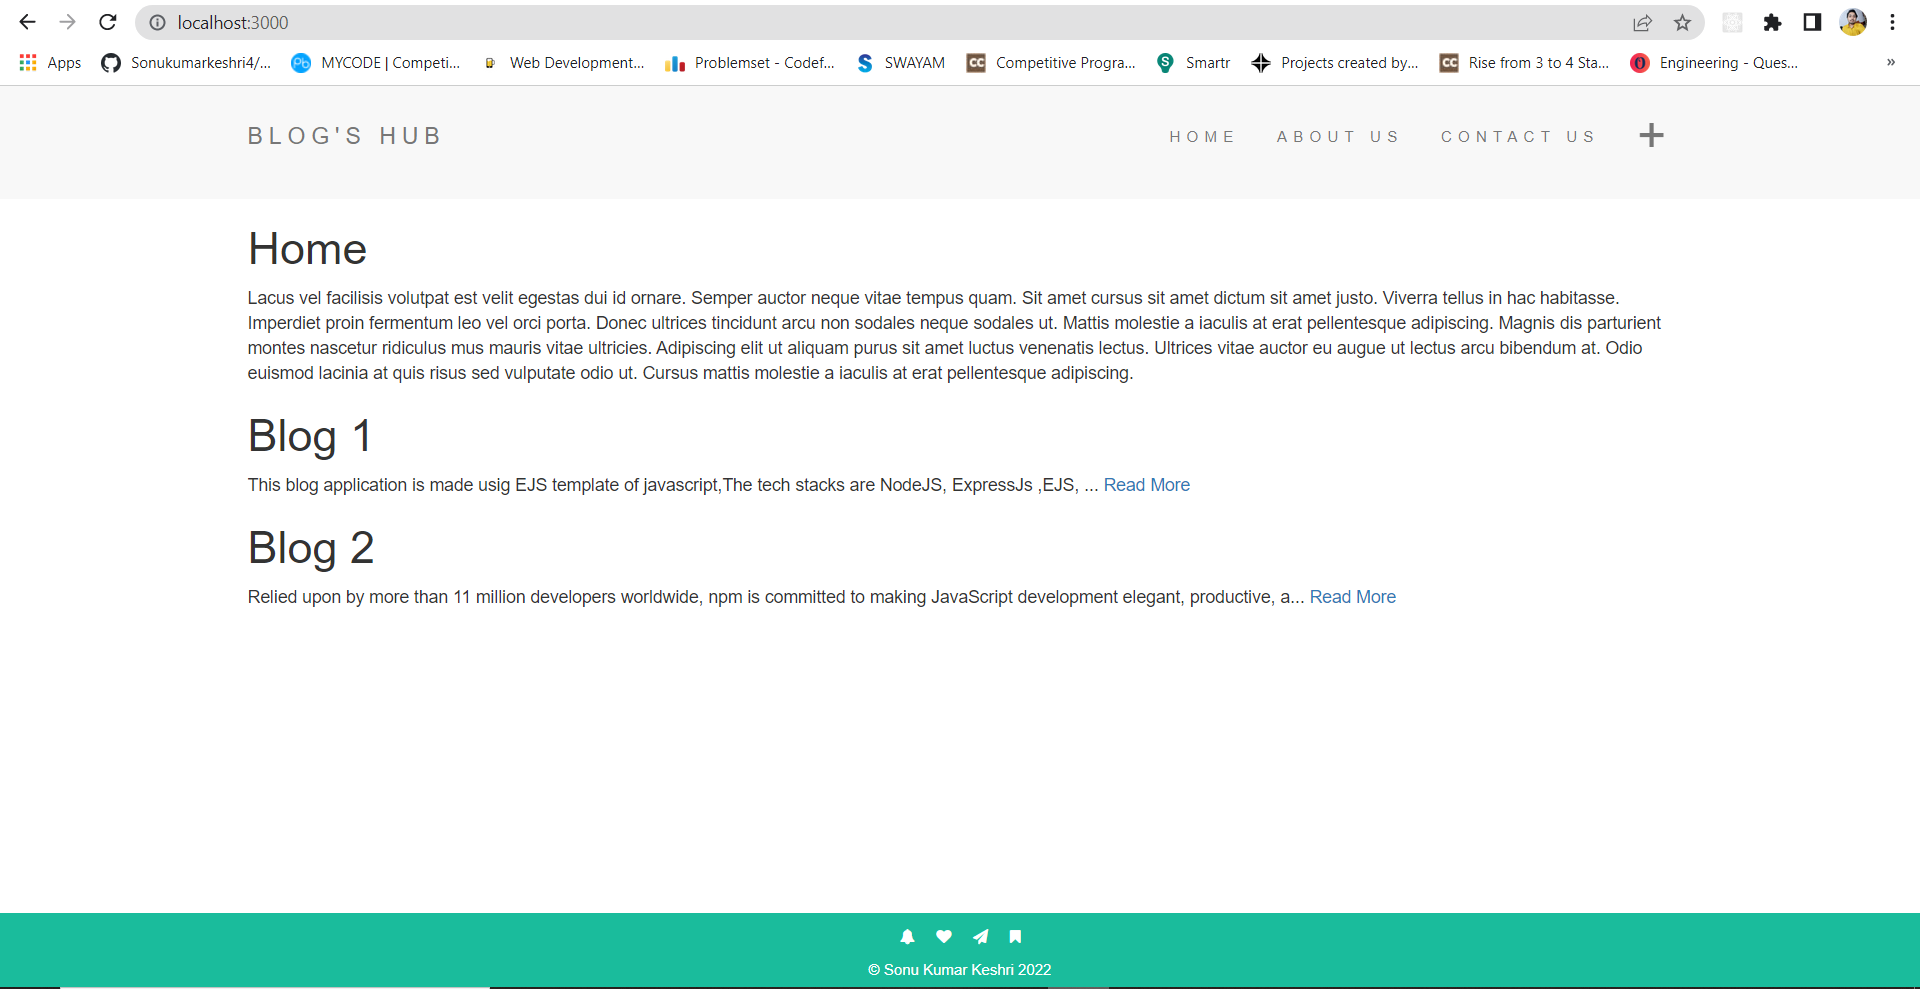 localhost:3000
Apps Sonukumarkeshri4/... MYCODE | Competi... Web Development... Problemset - Codef... SWAYAM Competitive Progra... Smartr Projects created by... Rise from 3 to 4 Sta... Engineering - Ques... »
BLOG'S HUB HOME ABOUT US CONTACT US
Home
Lacus vel facilisis volutpat est velit egestas dui id ornare. Semper auctor neque vitae tempus quam. Sit amet cursus sit amet dictum sit amet justo. Viverra tellus in hac habitasse.
Imperdiet proin fermentum leo vel orci porta. Donec ultrices tincidunt arcu non sodales neque sodales ut. Mattis molestie a iaculis at erat pellentesque adipiscing. Magnis dis parturient
montes nascetur ridiculus mus mauris vitae ultricies. Adipiscing elit ut aliquam purus sit amet luctus venenatis lectus. Ultrices vitae auctor eu augue ut lectus arcu bibendum at. Odio
euismod lacinia at quis risus sed vulputate odio ut. Cursus mattis molestie a iaculis at erat pellentesque adipiscing.
Blog 1
This blog application is made usig EJS template of javascript,The tech stacks are NodeJS, ExpressJs ,EJS, ... Read More
Blog 2
Relied upon by more than 11 million developers worldwide, npm is committed to making JavaScript development elegant, productive, a... Read More
© Sonu Kumar Keshri 2022